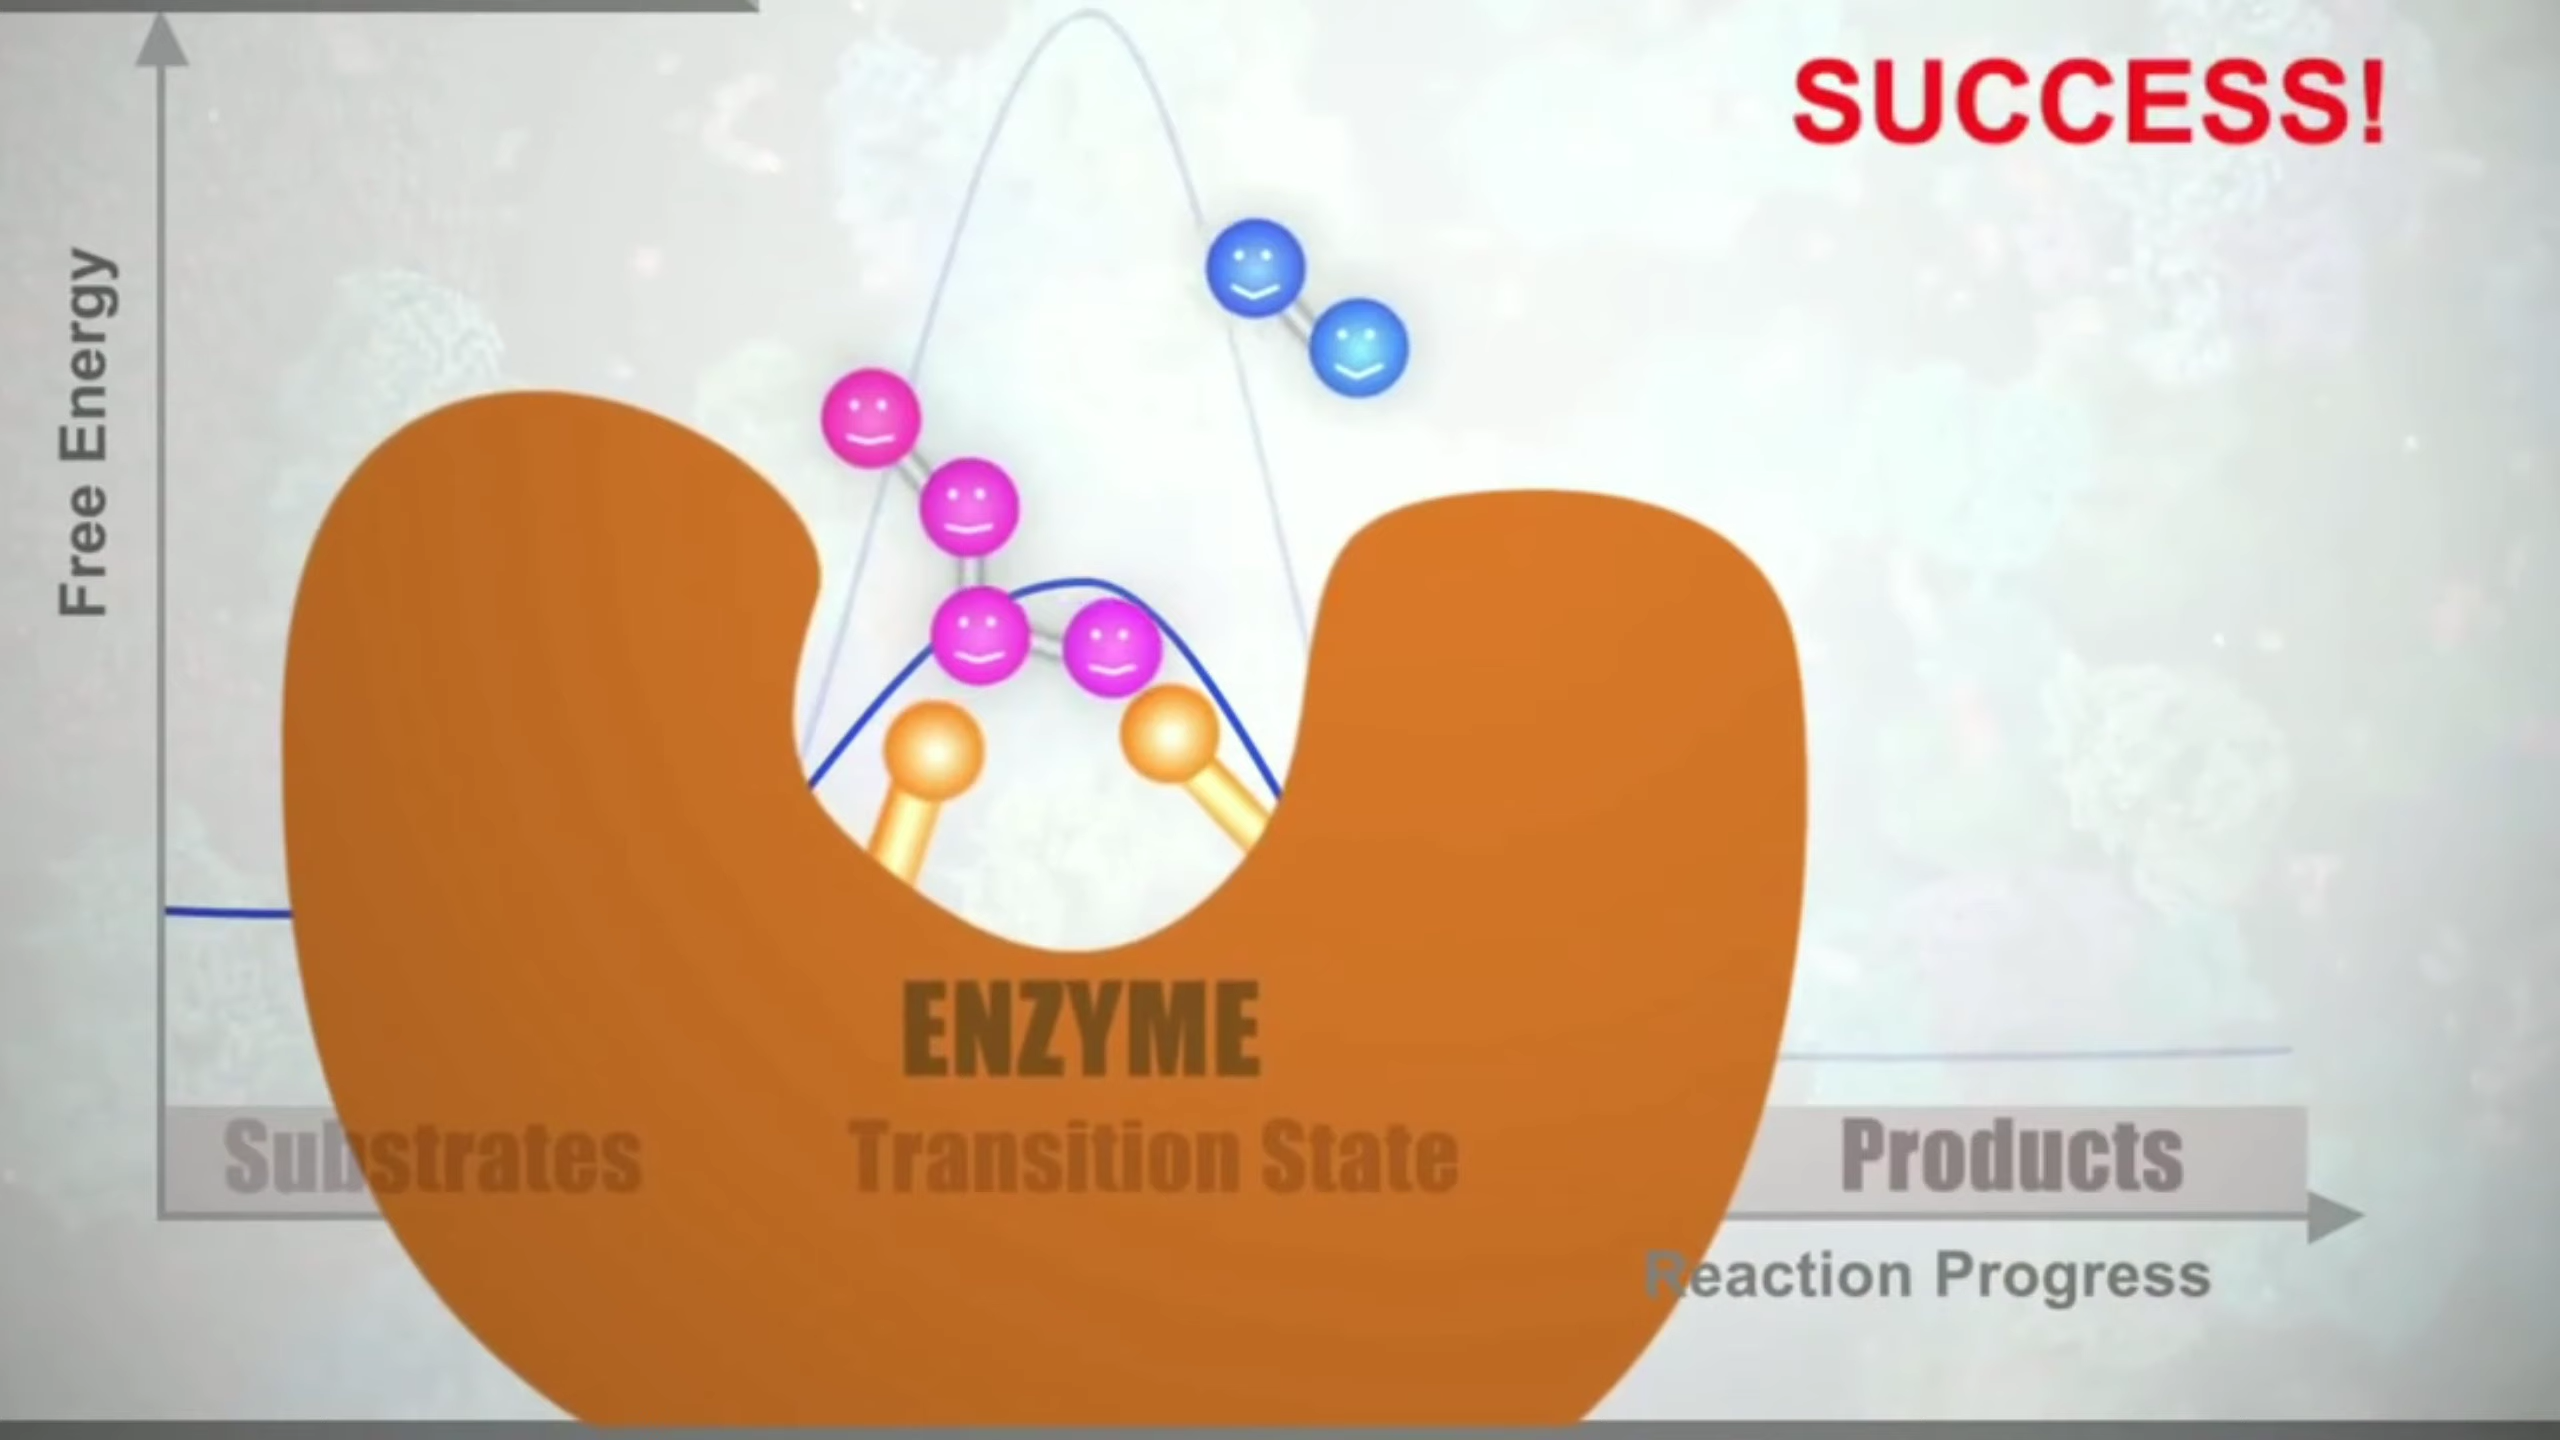 SUCCESS!
Free Energy
ENZYME
Substrates
Transition State
Products
Reaction Progress